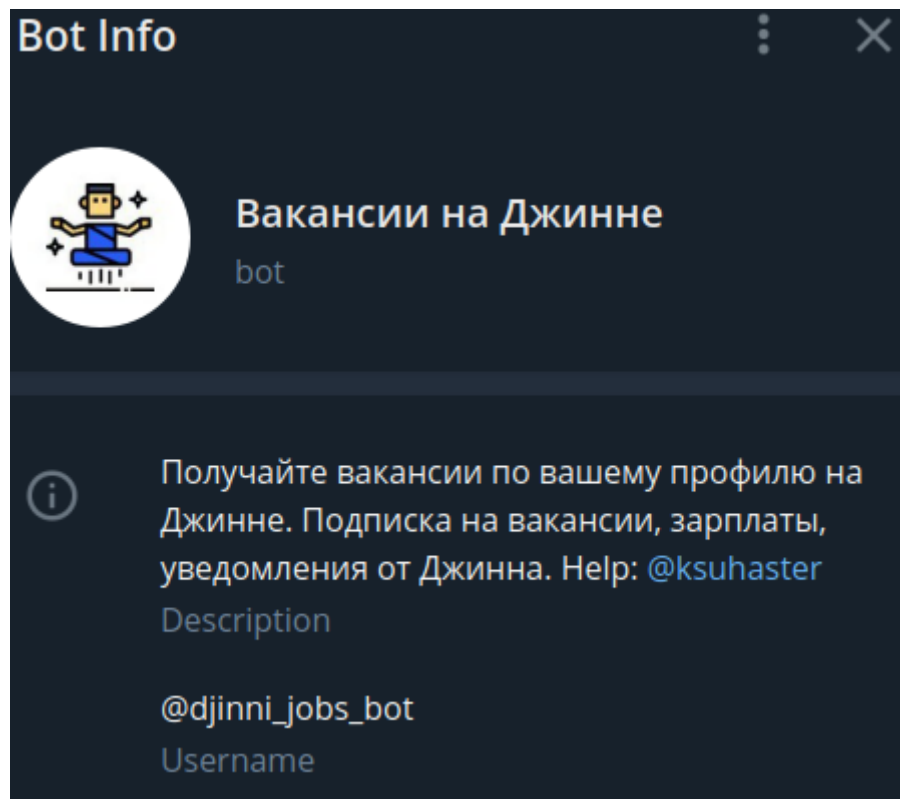 Bot Info
Вакансии на Джинне
bot
Получайте вакансии по вашему профилю на
Джинне. Подписка на вакансии, зарплаты,
уведомления от Джинна. Help: @ksuhaster
Description
@djinni_jobs_bot
Username